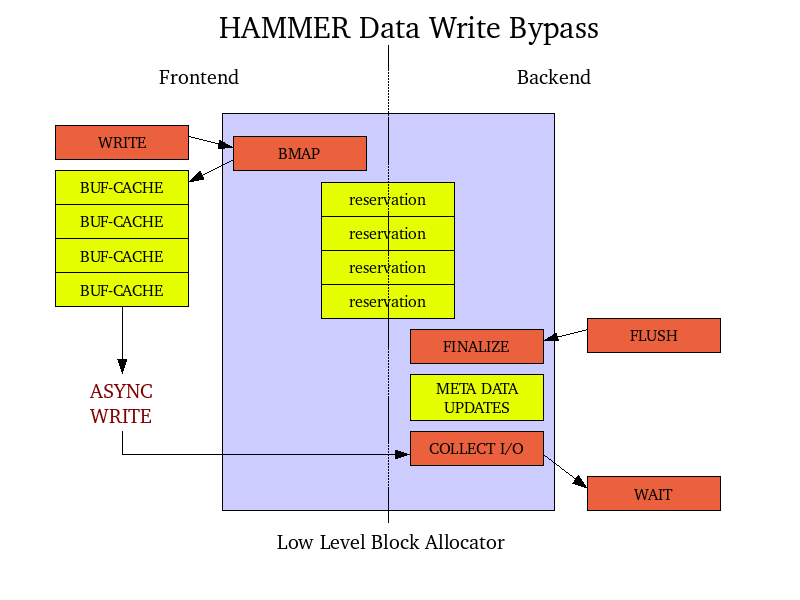 HAMMER Data Write Bypass
Frontend
Backend
WRITE
BMAP
BUF-CACHE
BUF-CACHE
BUF-CACHE
BUF-CACHE
reservation
reservation
reservation
reservation
FINALIZE
FLUSH
META DATA
UPDATES
ASYNC
WRITE
COLLECT I/O
WAIT
Low Level Block Allocator